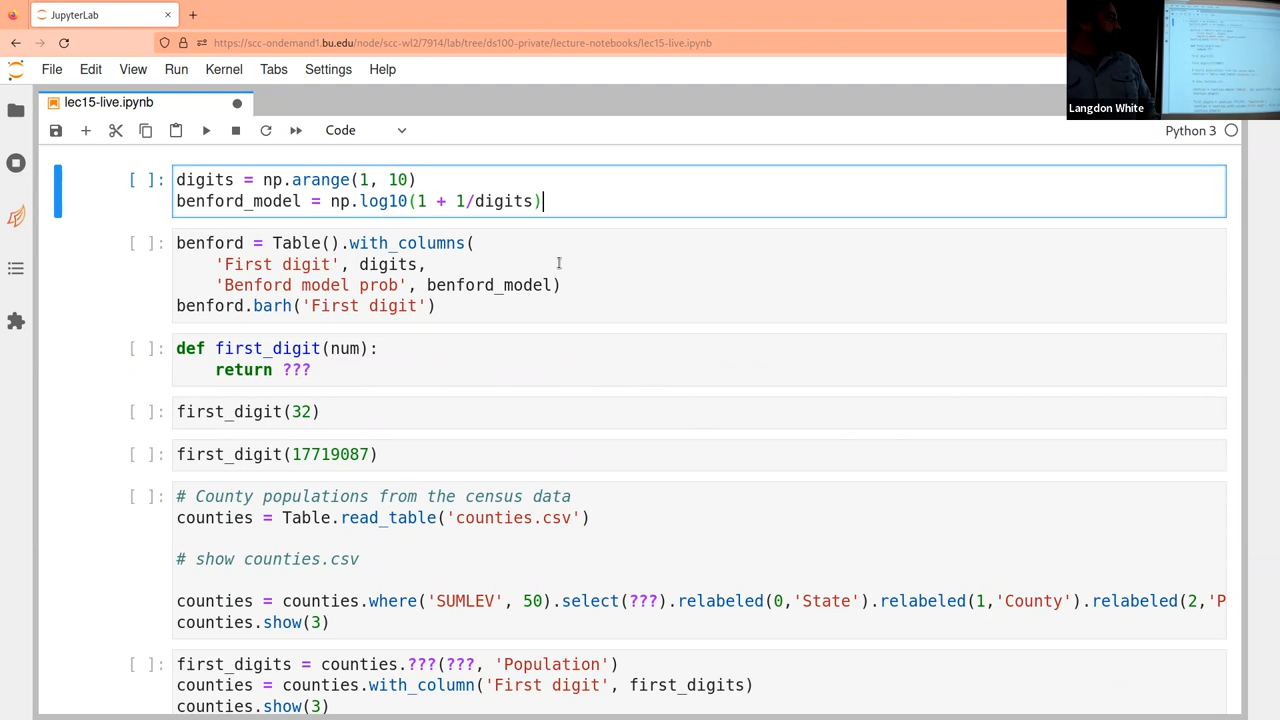 JupyterLab
https://scc-ondemand1.bu.edu/node/scc-wl2/7914/lab/tree/ds100-private/lecture-notebooks/lec15-live.ipynb
File Edit View Run Kernel Tabs Settings Help
Langdon White
lec15-live.ipynb
Code
Python 3
[ ]: digits = np.arange(1, 10)
benford_model = np.log10(1 + 1/digits)
[ ]: benford = Table().with_columns(
'First digit', digits,
'Benford model prob', benford_model)
benford.barh('First digit')
[ ]: def first_digit(num):
return ???
[ ]: first_digit(32)
[ ]: first_digit(17719087)
[ ]: # County populations from the census data
counties = Table.read_table('counties.csv')
# show counties.csv
counties = counties.where('SUMLEV', 50).select(???).relabeled(0,'State').relabeled(1,'County').relabeled(2,'P
counties.show(3)
[ ]: first_digits = counties.???(???, 'Population')
counties = counties.with_column('First digit', first_digits)
counties.show(3)